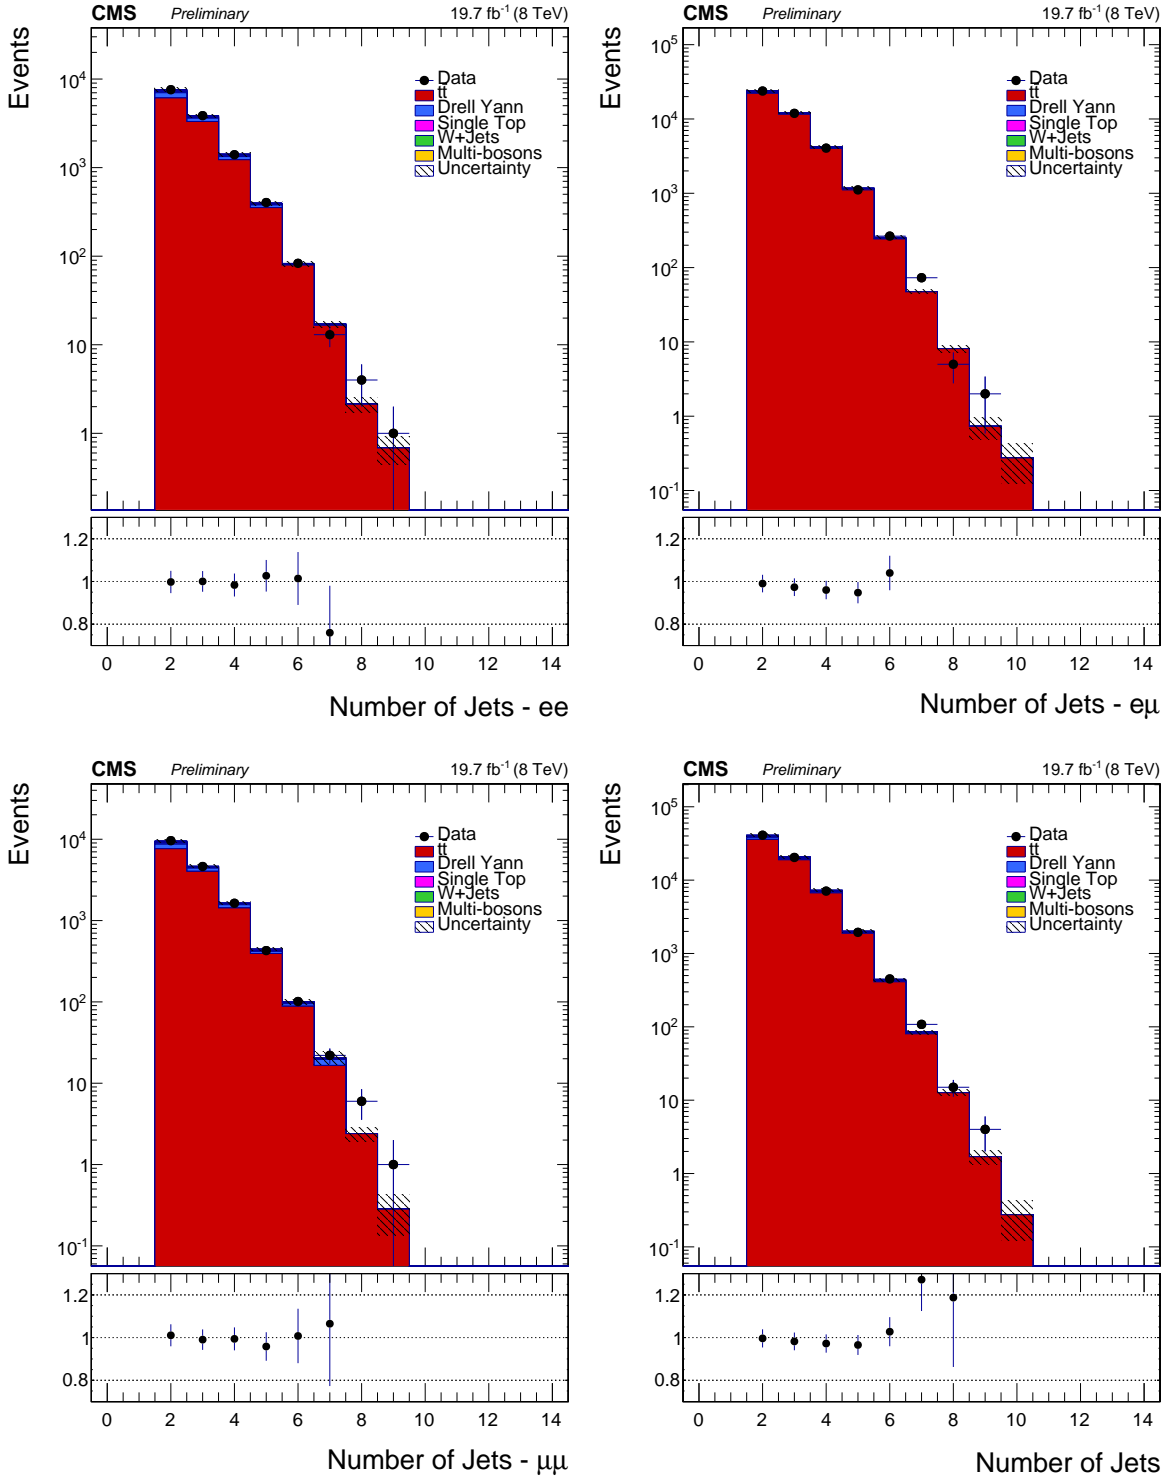 CMS Preliminary 19.7 fb⁻¹ (8 TeV)
Events
10⁴
10³
10²
10
1
Data
tt̄
Drell Yann
Single Top
W+Jets
Multi-bosons
Uncertainty
1.2
1
0.8
0 2 4 6 8 10 12 14
Number of Jets - ee
CMS Preliminary 19.7 fb⁻¹ (8 TeV)
Events
10⁵
10⁴
10³
10²
10
1
10⁻¹
Data
tt̄
Drell Yann
Single Top
W+Jets
Multi-bosons
Uncertainty
1.2
1
0.8
0 2 4 6 8 10 12 14
Number of Jets - eμ
CMS Preliminary 19.7 fb⁻¹ (8 TeV)
Events
10⁴
10³
10²
10
1
10⁻¹
Data
tt̄
Drell Yann
Single Top
W+Jets
Multi-bosons
Uncertainty
1.2
1
0.8
0 2 4 6 8 10 12 14
Number of Jets - μμ
CMS Preliminary 19.7 fb⁻¹ (8 TeV)
Events
10⁵
10⁴
10³
10²
10
1
10⁻¹
Data
tt̄
Drell Yann
Single Top
W+Jets
Multi-bosons
Uncertainty
1.2
1
0.8
0 2 4 6 8 10 12 14
Number of Jets